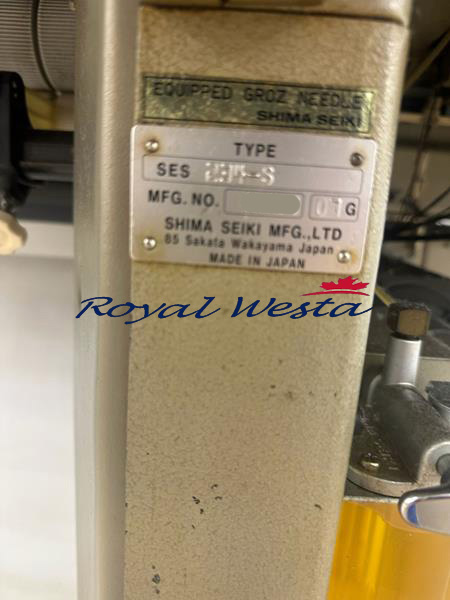 EQUIPPED GROZ NEEDLE
SHIMA SEIKI
TYPE
SES
MFG. NO. 07G
SHIMA SEIKI MFG.,LTD
85 Sakata Wakayama Japan
MADE IN JAPAN
Royal Westa